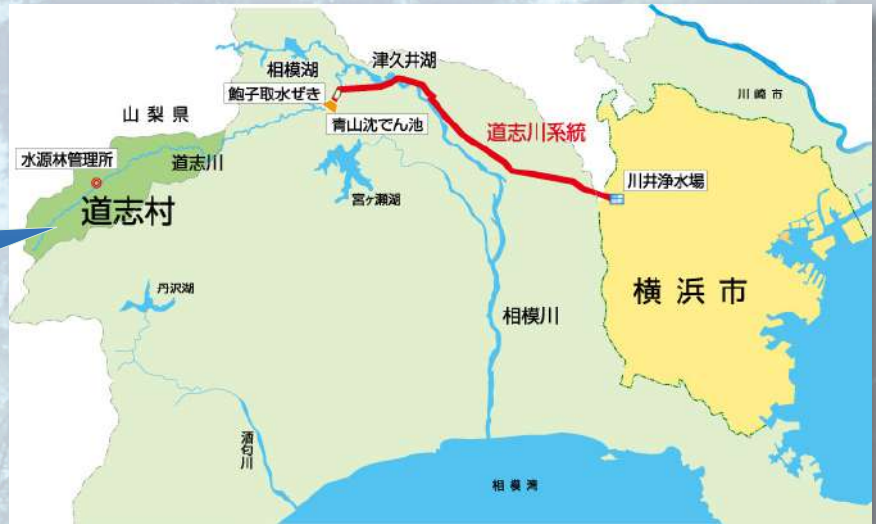 津久井湖
相模湖
鮑子取水ぜき
川崎市
山梨県
青山沈でん池
道志川系統
水源林管理所
道志川
川井浄水場
道志村
宮ヶ瀬湖
丹沢湖
横浜市
相模川
酒匂川
相模湾